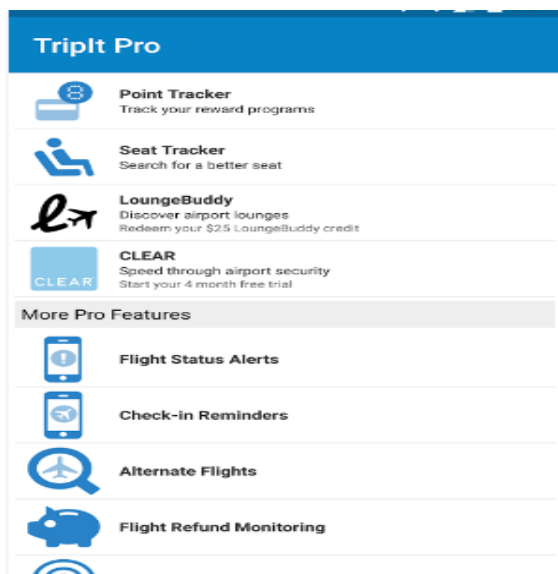 TripIt Pro
8
Point Tracker
Track your reward programs
Seat Tracker
Search for a better seat
LoungeBuddy
Discover airport lounges
Redeem your $25 LoungeBuddy credit
CLEAR
CLEAR
Speed through airport security
Start your 4 month free trial
More Pro Features
Flight Status Alerts
Check-in Reminders
Alternate Flights
Flight Refund Monitoring